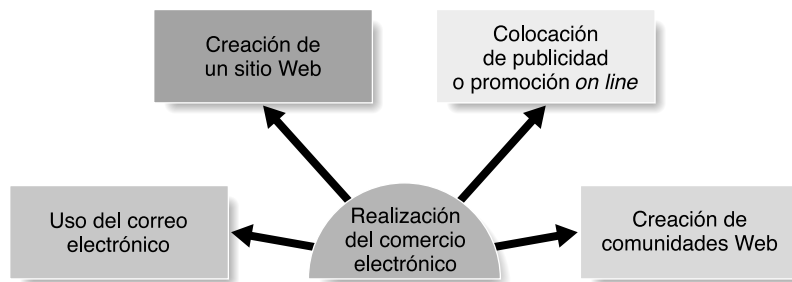 Creación de
un sitio Web
Colocación
de publicidad
o promoción on line
Uso del correo
electrónico
Realización
del comercio
electrónico
Creación de
comunidades Web